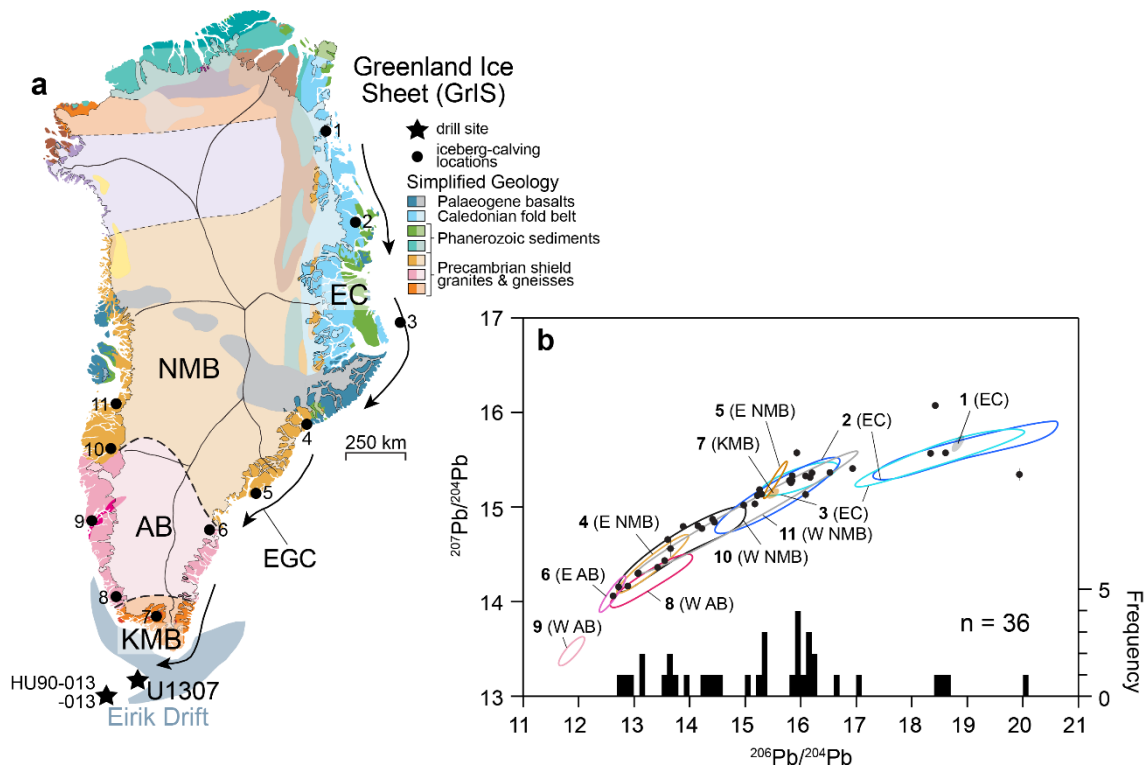 a
Greenland Ice
Sheet (GrIS)
drill site
iceberg-calving
locations
Simplified Geology
Palaeogene basalts
Caledonian fold belt
Phanerozoic sediments
Precambrian shield
granites & gneisses
1
2
EC
3
NMB
11
4
250 km
10
5
9
AB
6
EGC
8
7
KMB
HU90-013
-013
U1307
Eirik Drift
b
17
16
15
14
13
207Pb/204Pb
1 (EC)
5 (E NMB)
2 (EC)
7 (KMB)
3 (EC)
4 (E NMB)
11 (W NMB)
10 (W NMB)
6 (E AB)
8 (W AB)
9 (W AB)
n = 36
5
0
Frequency
11 12 13 14 15 16 17 18 19 20 21
206Pb/204Pb